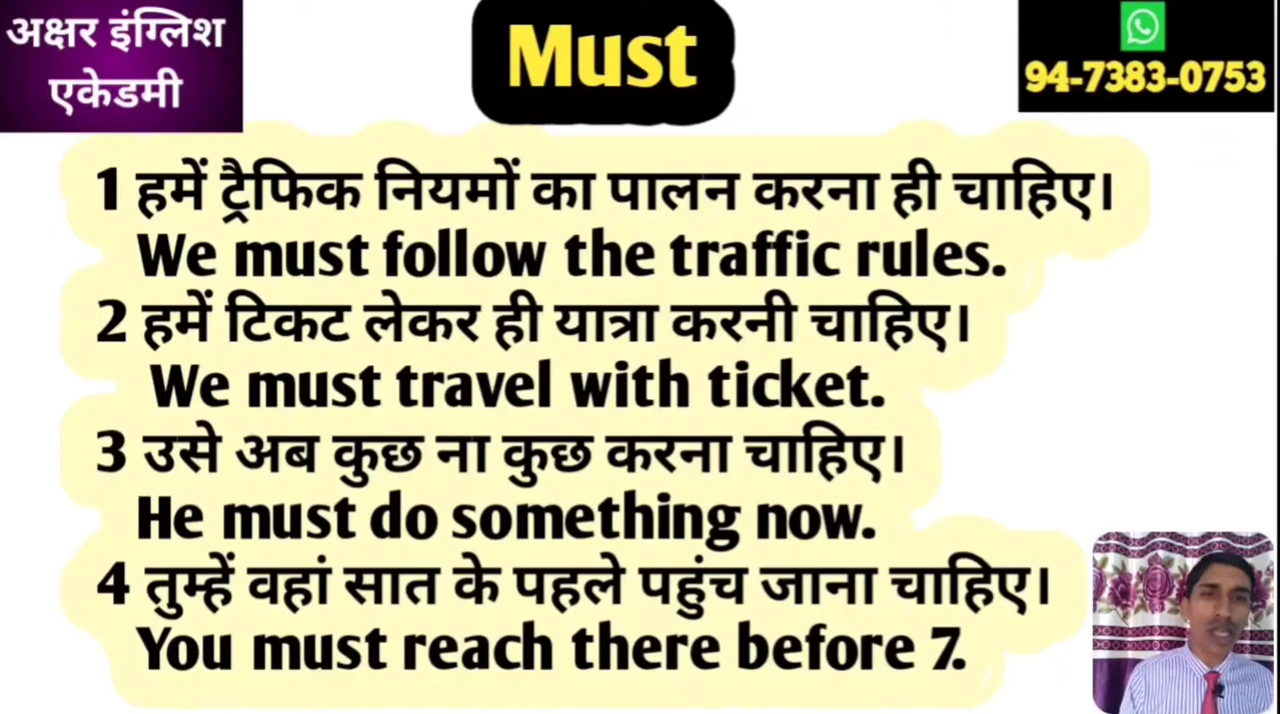 अक्षर इंग्लिश
एकेडमी
Must
94-7383-0753
1 हमें ट्रैफिक नियमों का पालन करना ही चाहिए।
We must follow the traffic rules.
2 हमें टिकट लेकर ही यात्रा करनी चाहिए।
We must travel with ticket.
3 उसे अब कुछ ना कुछ करना चाहिए।
He must do something now.
4 तुम्हें वहां सात के पहले पहुंच जाना चाहिए।
You must reach there before 7.